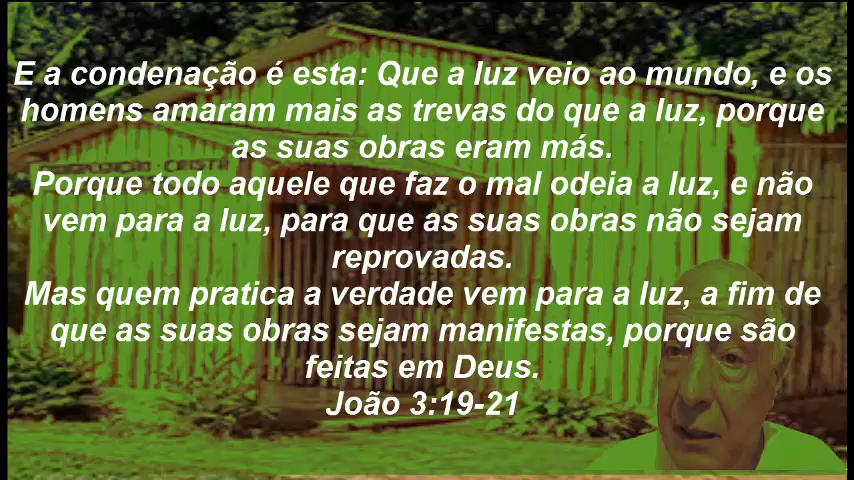 E a condenação é esta: Que a luz veio ao mundo, e os
homens amaram mais as trevas do que a luz, porque
as suas obras eram más.
Porque todo aquele que faz o mal odeia a luz, e não
vem para a luz, para que as suas obras não sejam
reprovadas.
Mas quem pratica a verdade vem para a luz, a fim de
que as suas obras sejam manifestas, porque são
feitas em Deus.
João 3:19-21